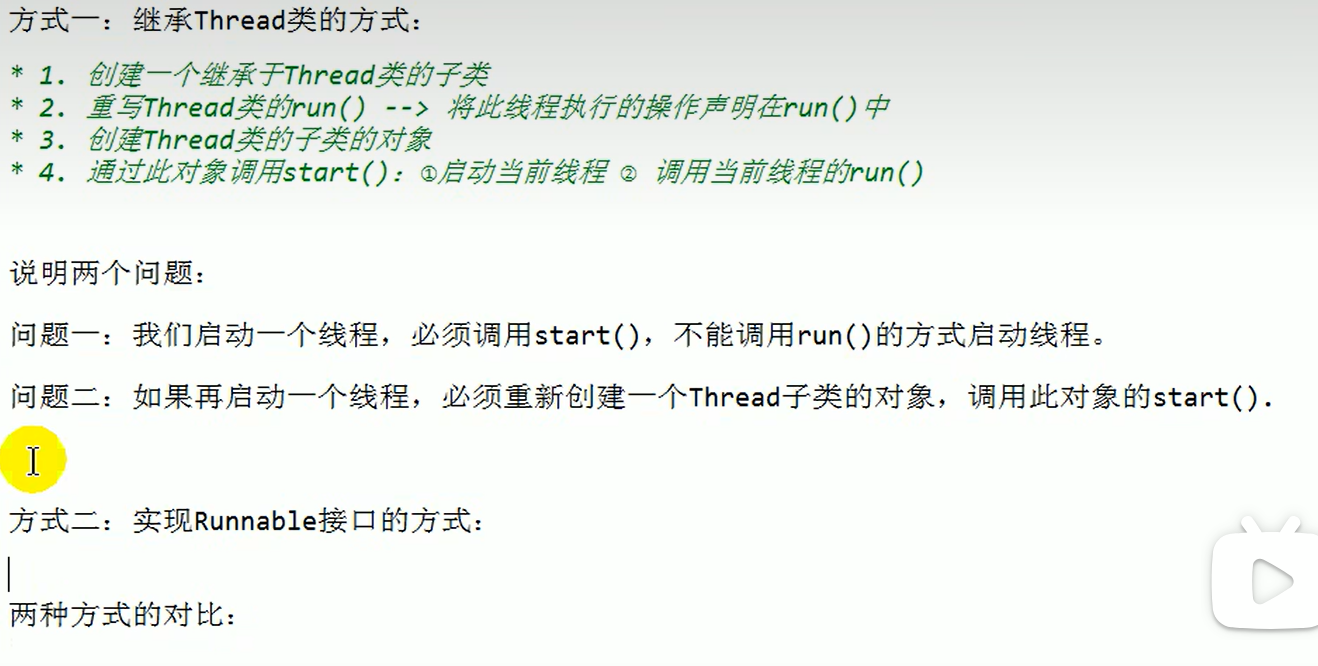 方式一：继承Thread类的方式：
* 1. 创建一个继承于Thread类的子类
* 2. 重写Thread类的run() --> 将此线程执行的操作声明在run()中
* 3. 创建Thread类的子类的对象
* 4. 通过此对象调用start()：①启动当前线程 ② 调用当前线程的run()
说明两个问题：
问题一：我们启动一个线程，必须调用start()，不能调用run()的方式启动线程。
问题二：如果再启动一个线程，必须重新创建一个Thread子类的对象，调用此对象的start().
方式二：实现Runnable接口的方式：
两种方式的对比：